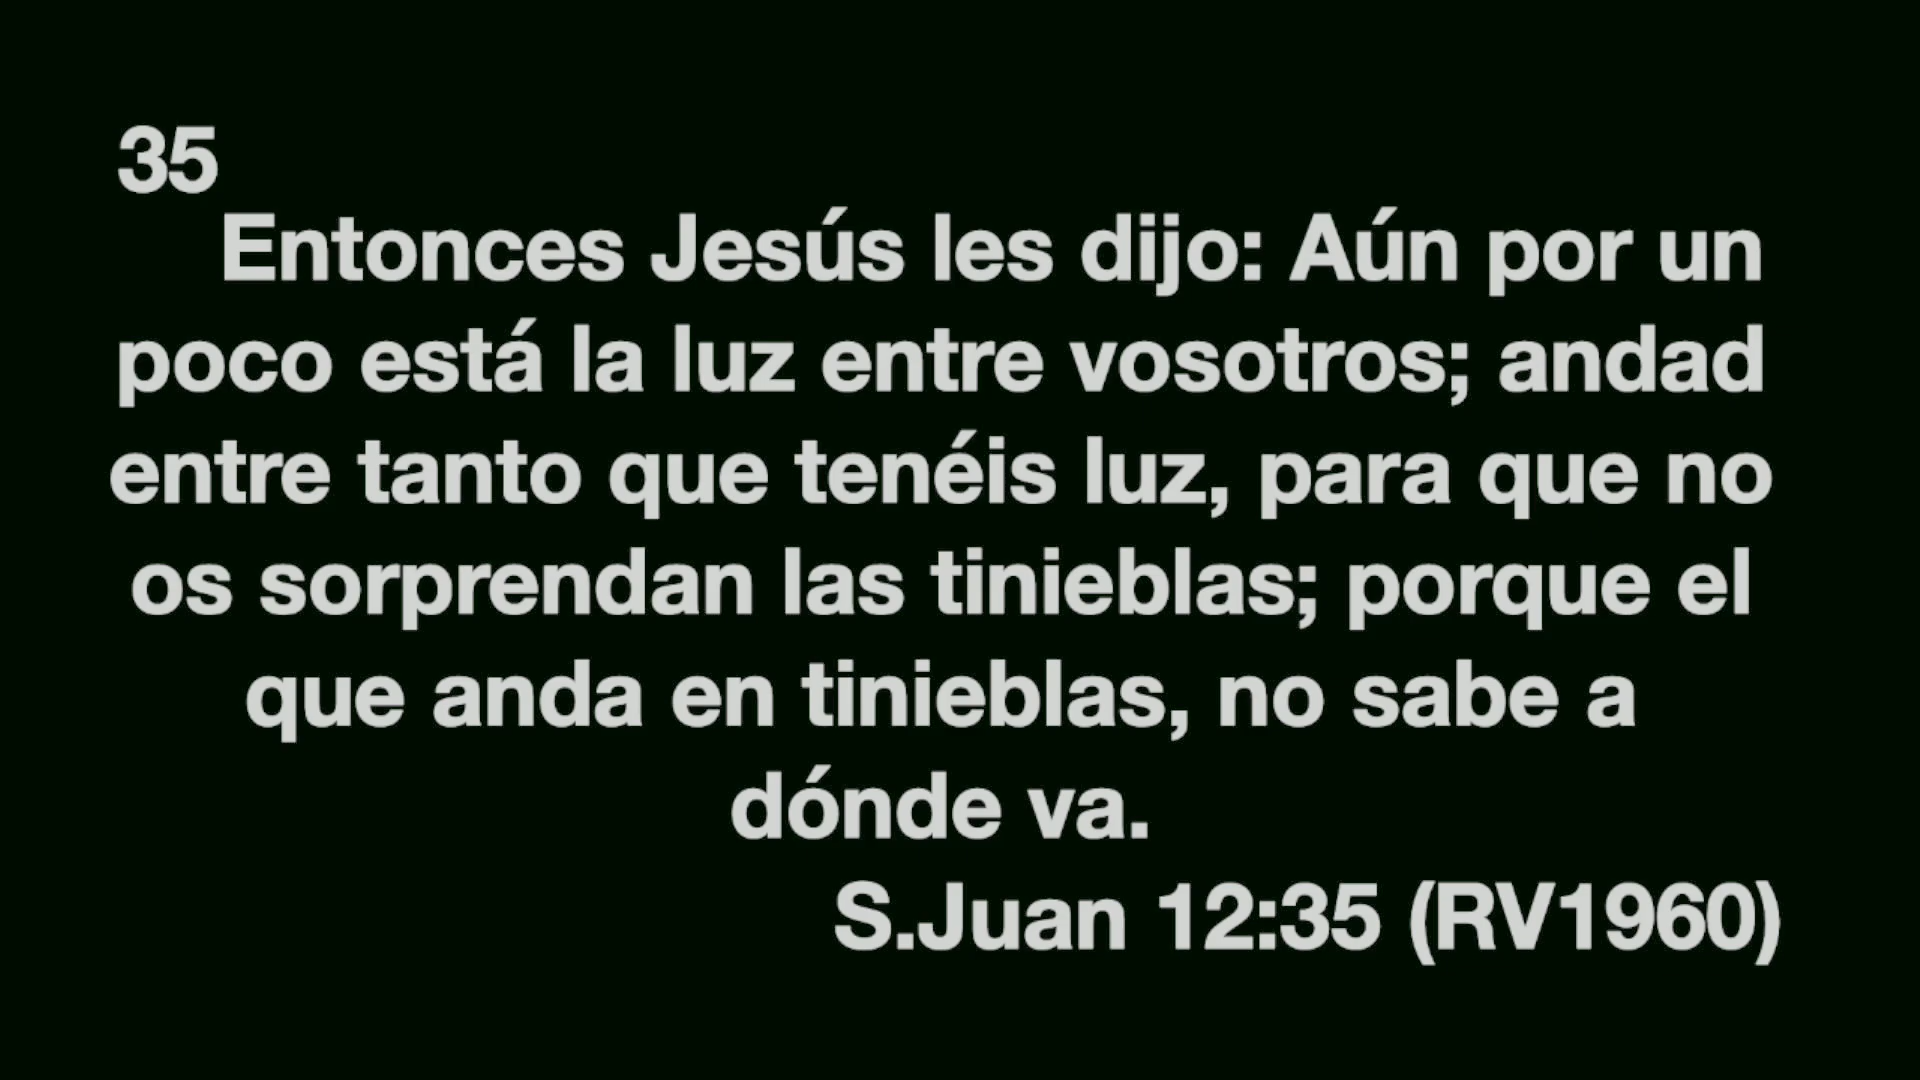 35
Entonces Jesús les dijo: Aún por un
poco está la luz entre vosotros; andad
entre tanto que tenéis luz, para que no
os sorprendan las tinieblas; porque el
que anda en tinieblas, no sabe a
dónde va.
S.Juan 12:35 (RV1960)